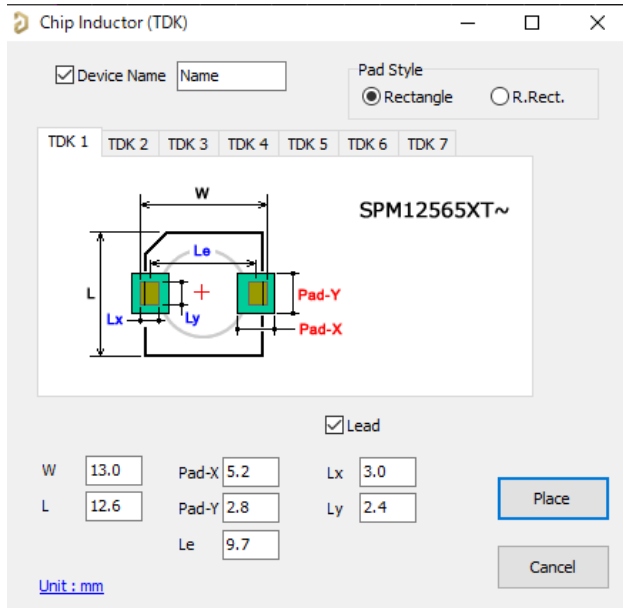 Chip Inductor (TDK)
Device Name Name
Pad Style
Rectangle R.Rect.
TDK 1 TDK 2 TDK 3 TDK 4 TDK 5 TDK 6 TDK 7
SPM12565XT~
W
Le
L
Lx
Ly
Pad-Y
Pad-X
Lead
W 13.0 Pad-X 5.2 Lx 3.0
L 12.6 Pad-Y 2.8 Ly 2.4
Le 9.7
Place
Cancel
Unit : mm